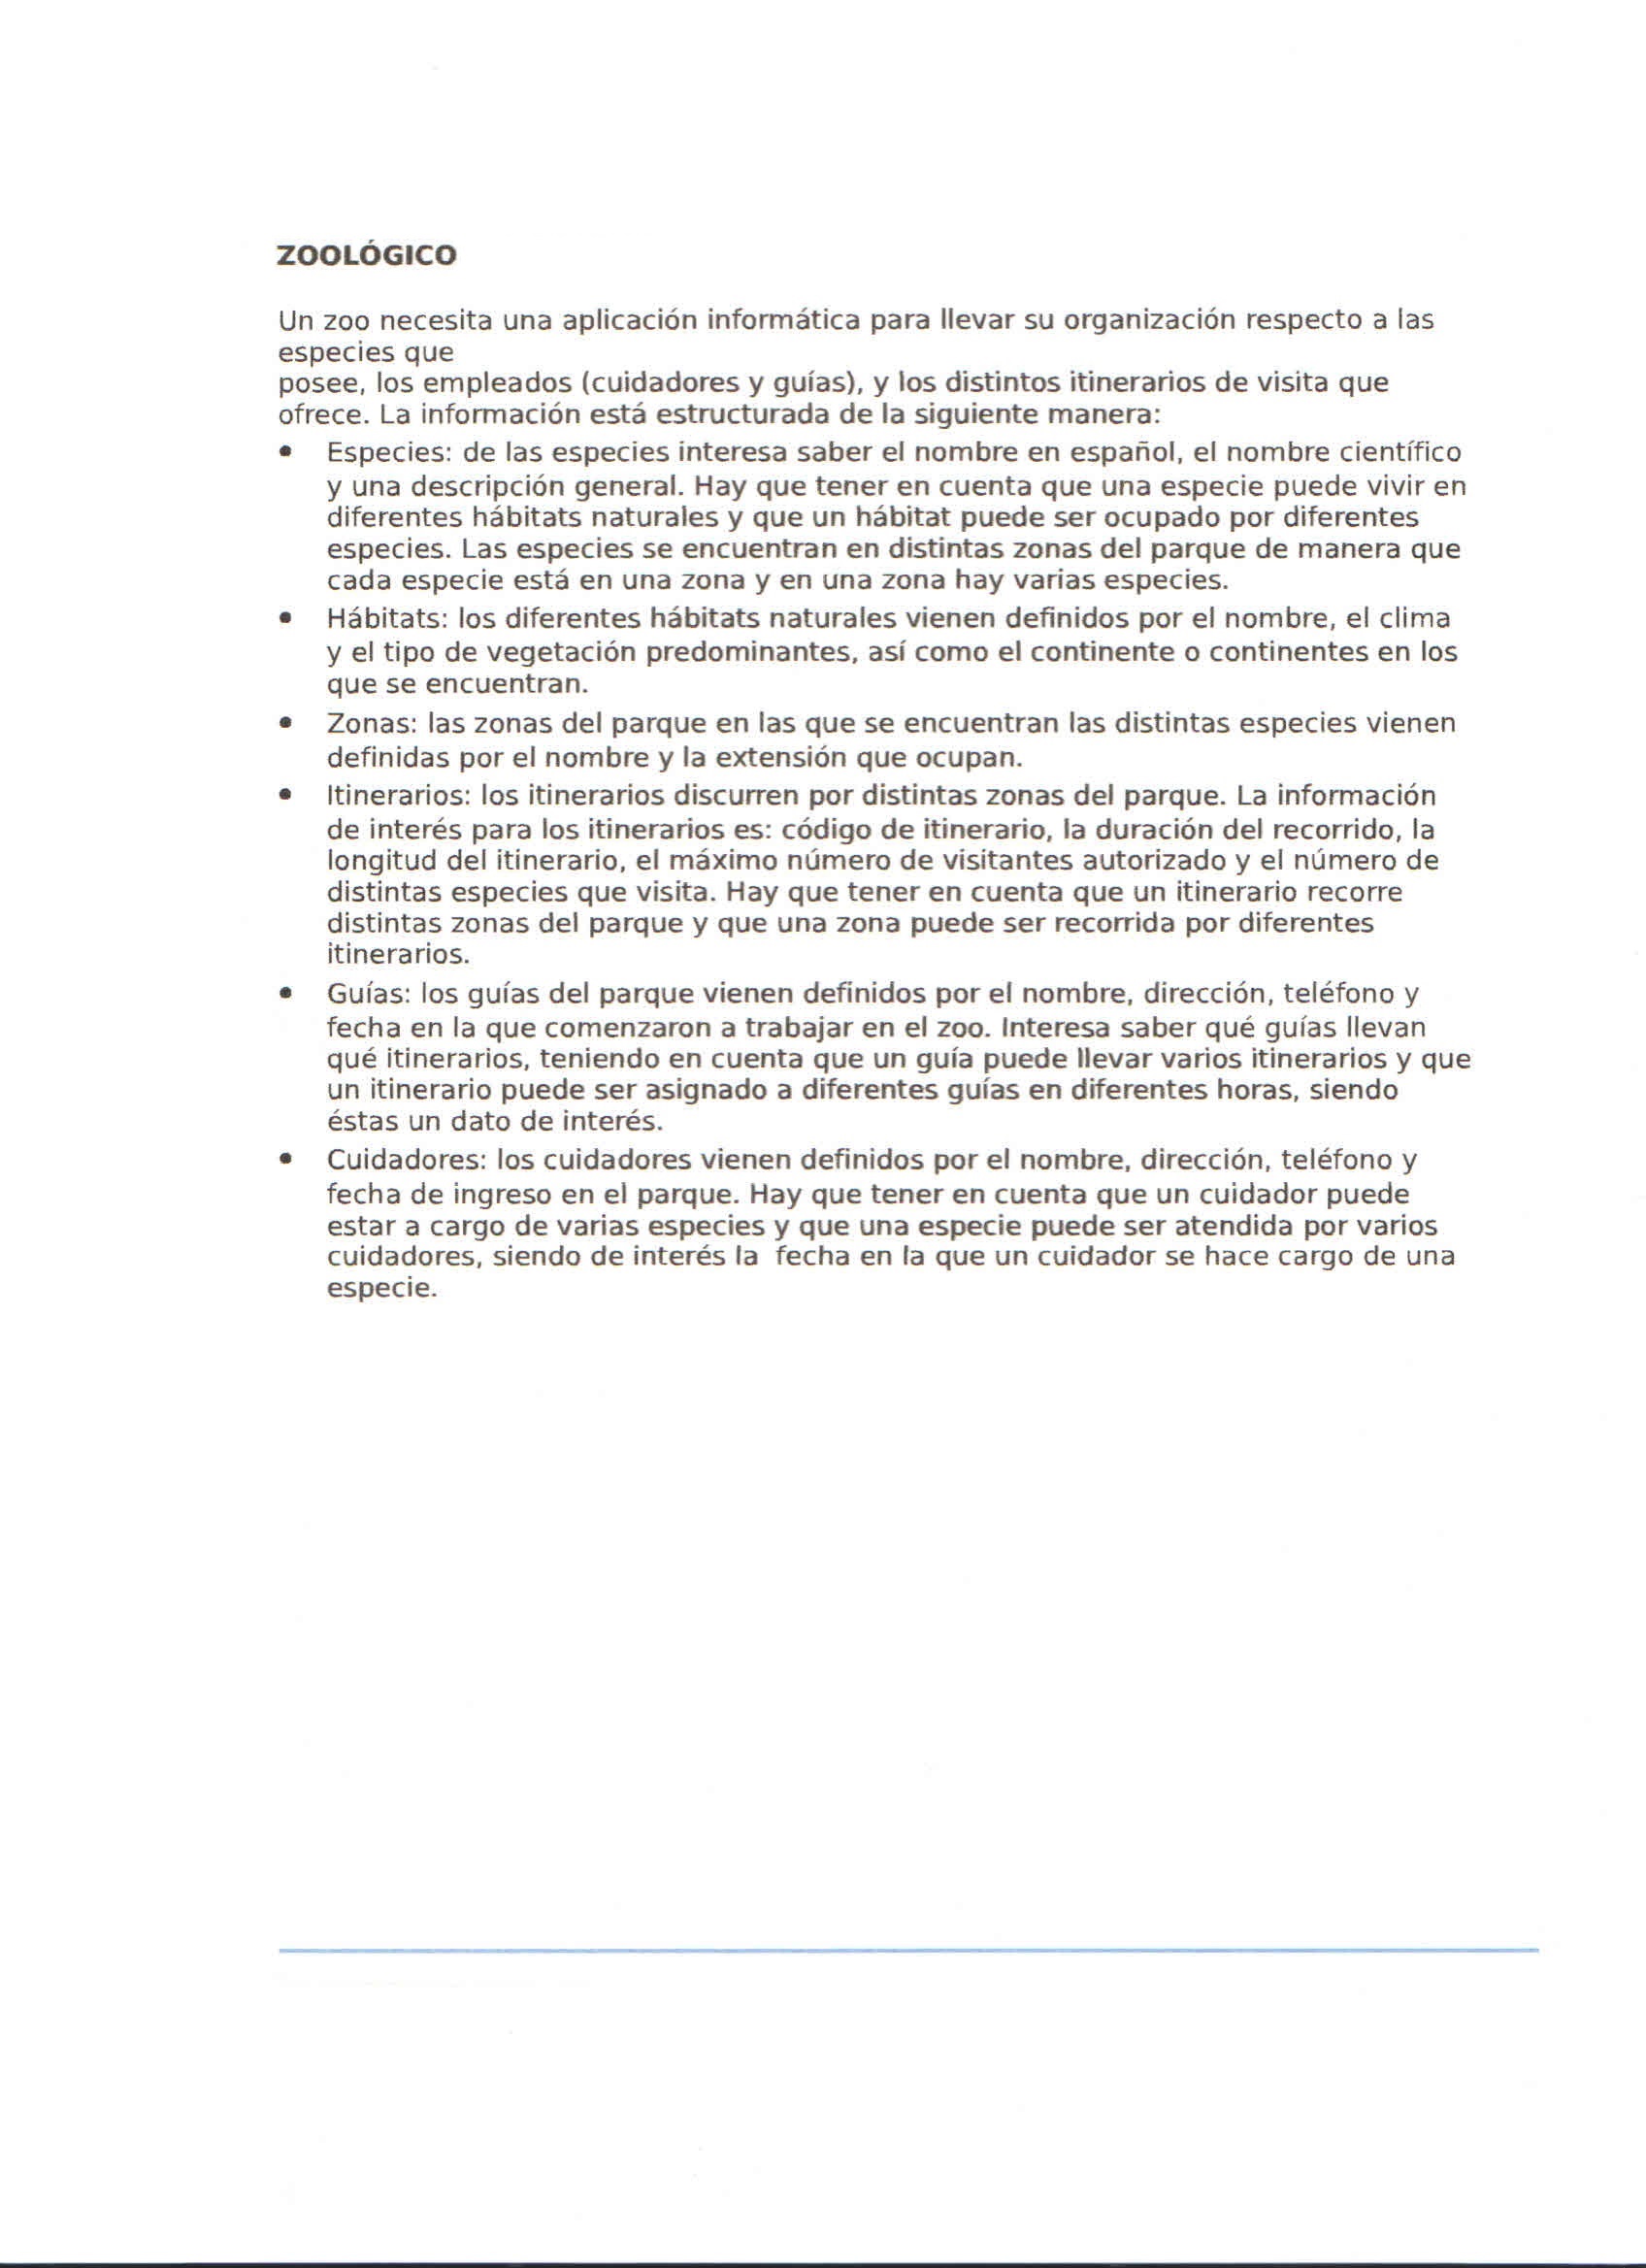 ZOOLÓGICO
Un zoo necesita una aplicación informática para llevar su organización respecto a las
especies que
posee, los empleados (cuidadores y guías), y los distintos itinerarios de visita que
ofrece. La información está estructurada de la siguiente manera:
• Especies: de las especies interesa saber el nombre en español, el nombre científico
y una descripción general. Hay que tener en cuenta que una especie puede vivir en
diferentes hábitats naturales y que un hábitat puede ser ocupado por diferentes
especies. Las especies se encuentran en distintas zonas del parque de manera que
cada especie está en una zona y en una zona hay varias especies.
• Hábitats: los diferentes hábitats naturales vienen definidos por el nombre, el clima
y el tipo de vegetación predominantes, así como el continente o continentes en los
que se encuentran.
• Zonas: las zonas del parque en las que se encuentran las distintas especies vienen
definidas por el nombre y la extensión que ocupan.
• Itinerarios: los itinerarios discurren por distintas zonas del parque. La información
de interés para los itinerarios es: código de itinerario, la duración del recorrido, la
longitud del itinerario, el máximo número de visitantes autorizado y el número de
distintas especies que visita. Hay que tener en cuenta que un itinerario recorre
distintas zonas del parque y que una zona puede ser recorrida por diferentes
itinerarios.
• Guías: los guías del parque vienen definidos por el nombre, dirección, teléfono y
fecha en la que comenzaron a trabajar en el zoo. Interesa saber qué guías llevan
qué itinerarios, teniendo en cuenta que un guía puede llevar varios itinerarios y que
un itinerario puede ser asignado a diferentes guías en diferentes horas, siendo
éstas un dato de interés.
• Cuidadores: los cuidadores vienen definidos por el nombre, dirección, teléfono y
fecha de ingreso en el parque. Hay que tener en cuenta que un cuidador puede
estar a cargo de varias especies y que una especie puede ser atendida por varios
cuidadores, siendo de interés la fecha en la que un cuidador se hace cargo de una
especie.